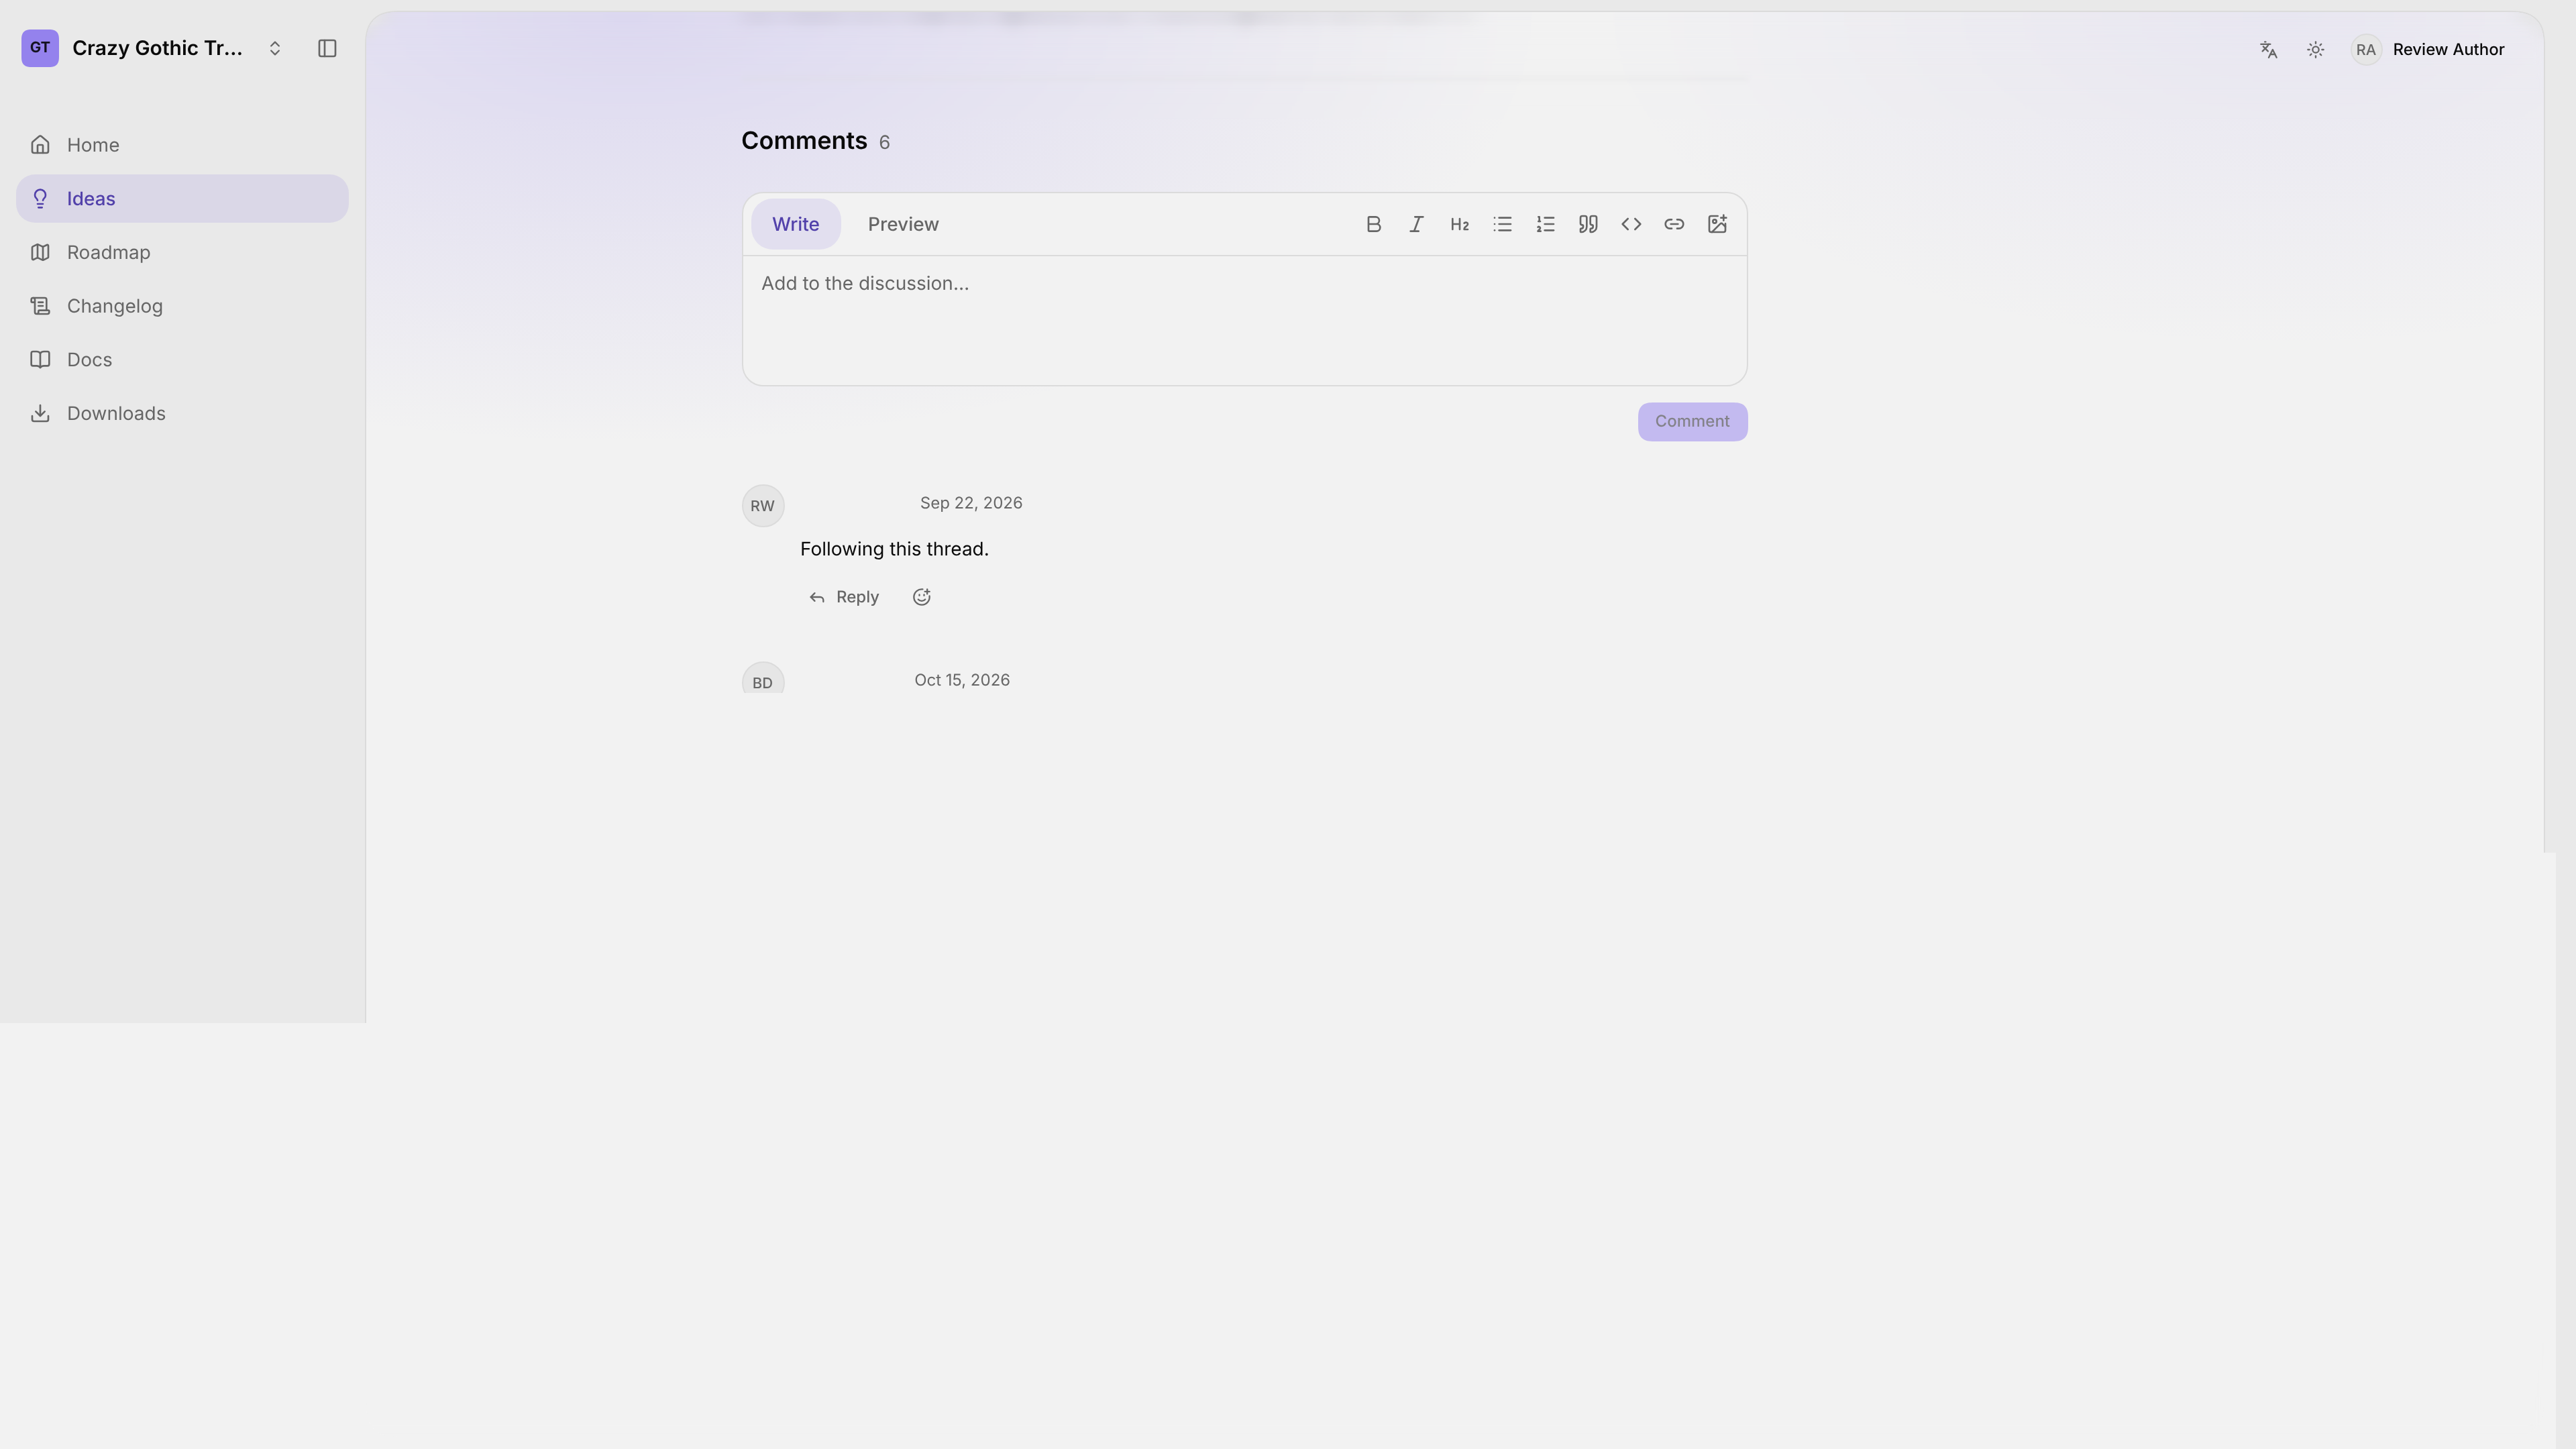 GT Crazy Gothic Tr...
RA Review Author
Home
Ideas
Roadmap
Changelog
Docs
Downloads
Comments 6
Write Preview
H2
Add to the discussion...
Comment
RW Sep 22, 2026
Following this thread.
Reply
BD Oct 15, 2026